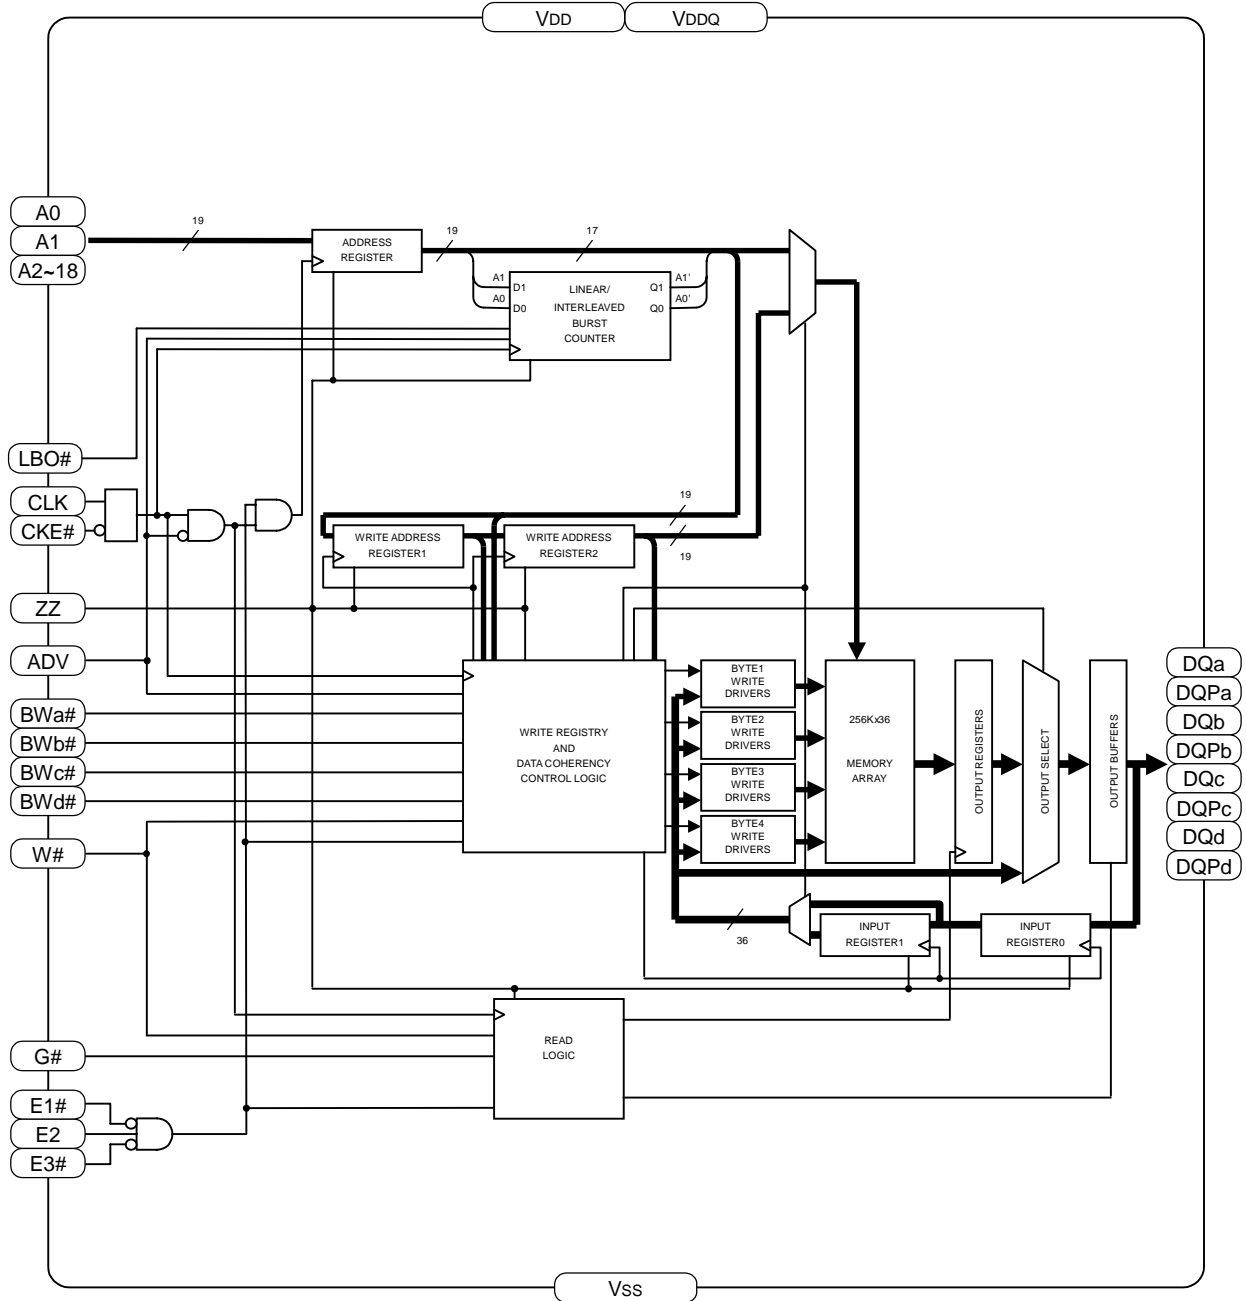 VDD
VDDQ
A0
A1
A2~18
19
ADDRESS
REGISTER
19
17
A1
A0
D1
D0
LINEAR/
INTERLEAVED
BURST
COUNTER
Q1
Q0
A1'
A0'
LBO#
CLK
CKE#
19
19
WRITE ADDRESS
REGISTER1
WRITE ADDRESS
REGISTER2
ZZ
ADV
BWa#
BWb#
BWc#
BWd#
W#
WRITE REGISTRY
AND
DATA COHERENCY
CONTROL LOGIC
BYTE1
WRITE
DRIVERS
BYTE2
WRITE
DRIVERS
BYTE3
WRITE
DRIVERS
BYTE4
WRITE
DRIVERS
256Kx36
MEMORY
ARRAY
OUTPUT REGISTERS
OUTPUT SELECT
OUTPUT BUFFERS
DQa
DQPa
DQb
DQPb
DQc
DQPc
DQd
DQPd
36
INPUT
REGISTER1
INPUT
REGISTER0
READ
LOGIC
G#
E1#
E2
E3#
VSS